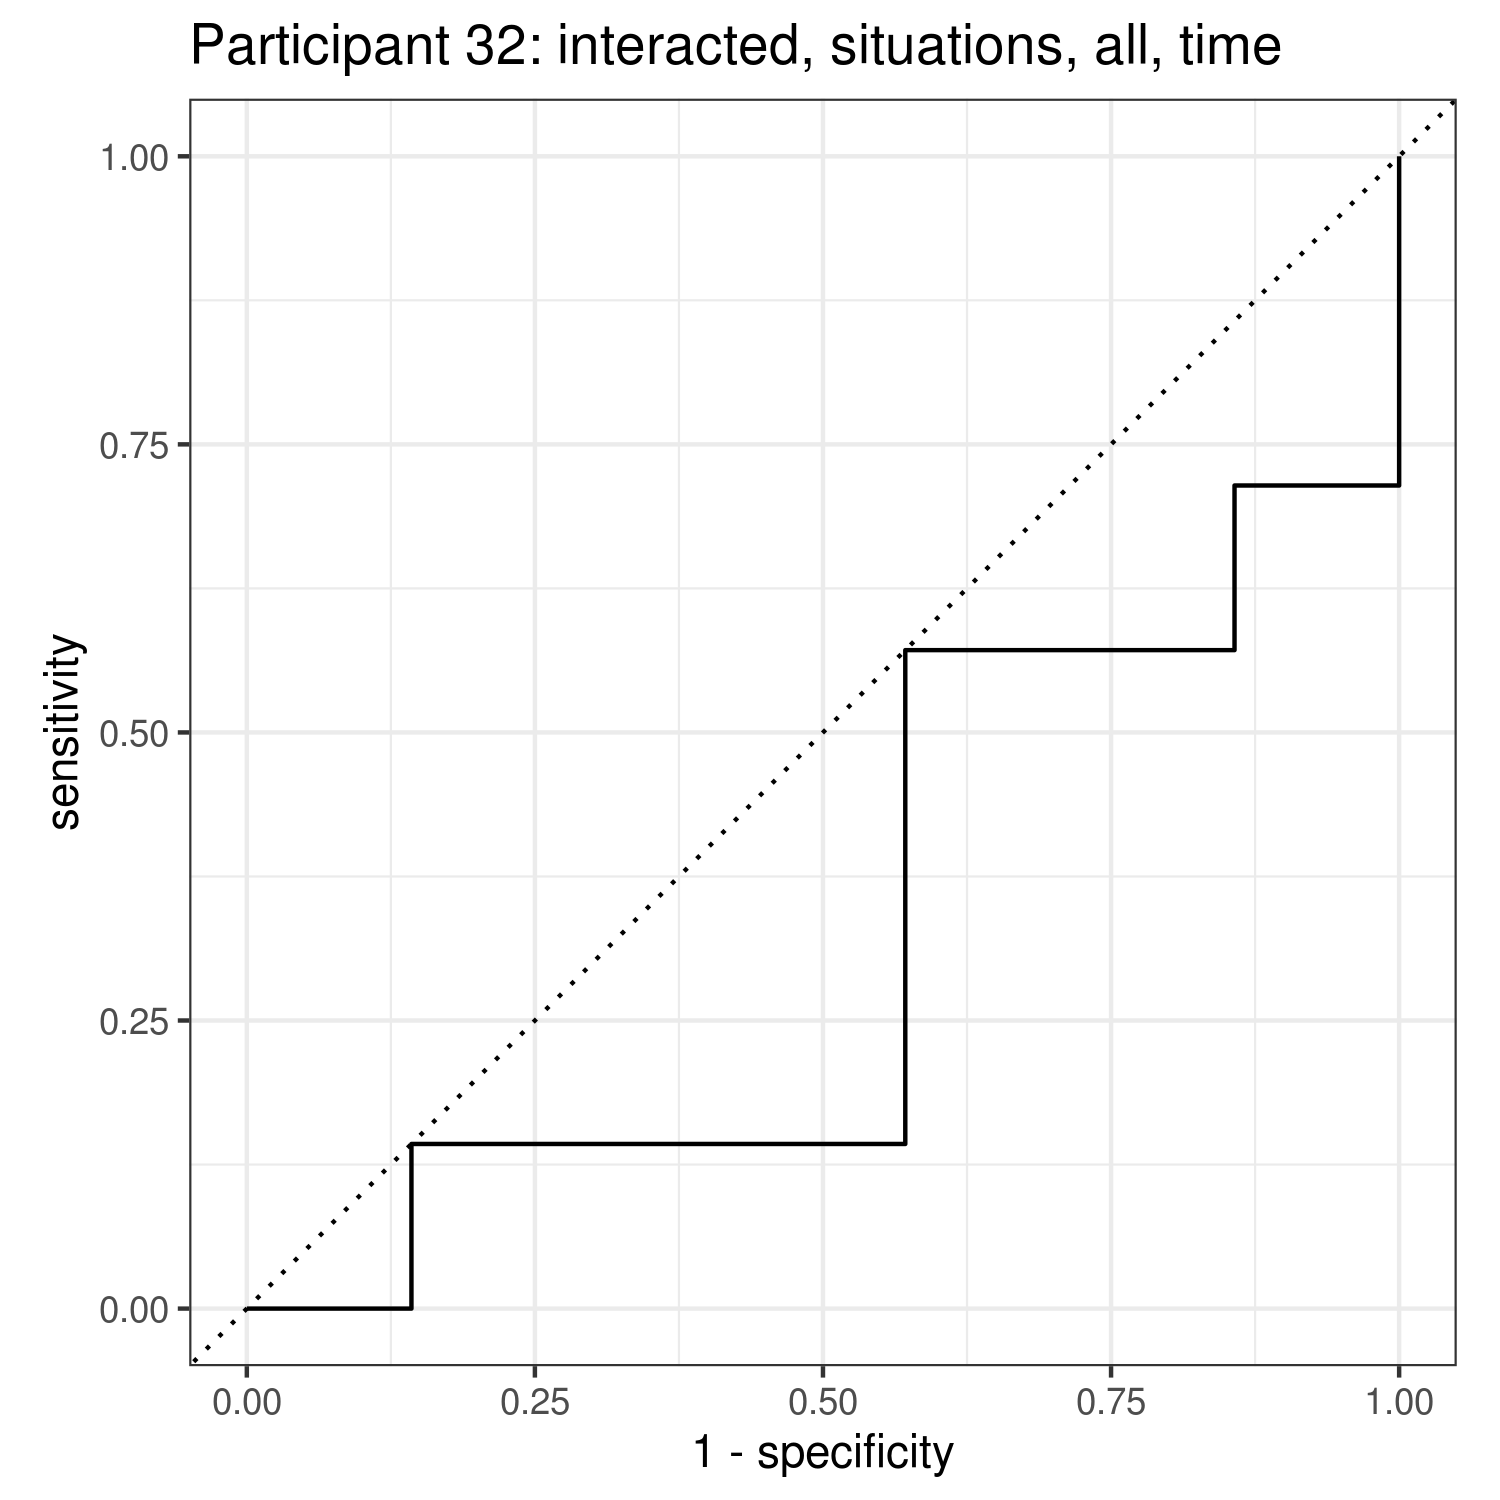 Participant 32: interacted, situations, all, time
1.00
0.75
0.50
0.25
0.00
sensitivity
0.00 0.25 0.50 0.75 1.00
1 - specificity